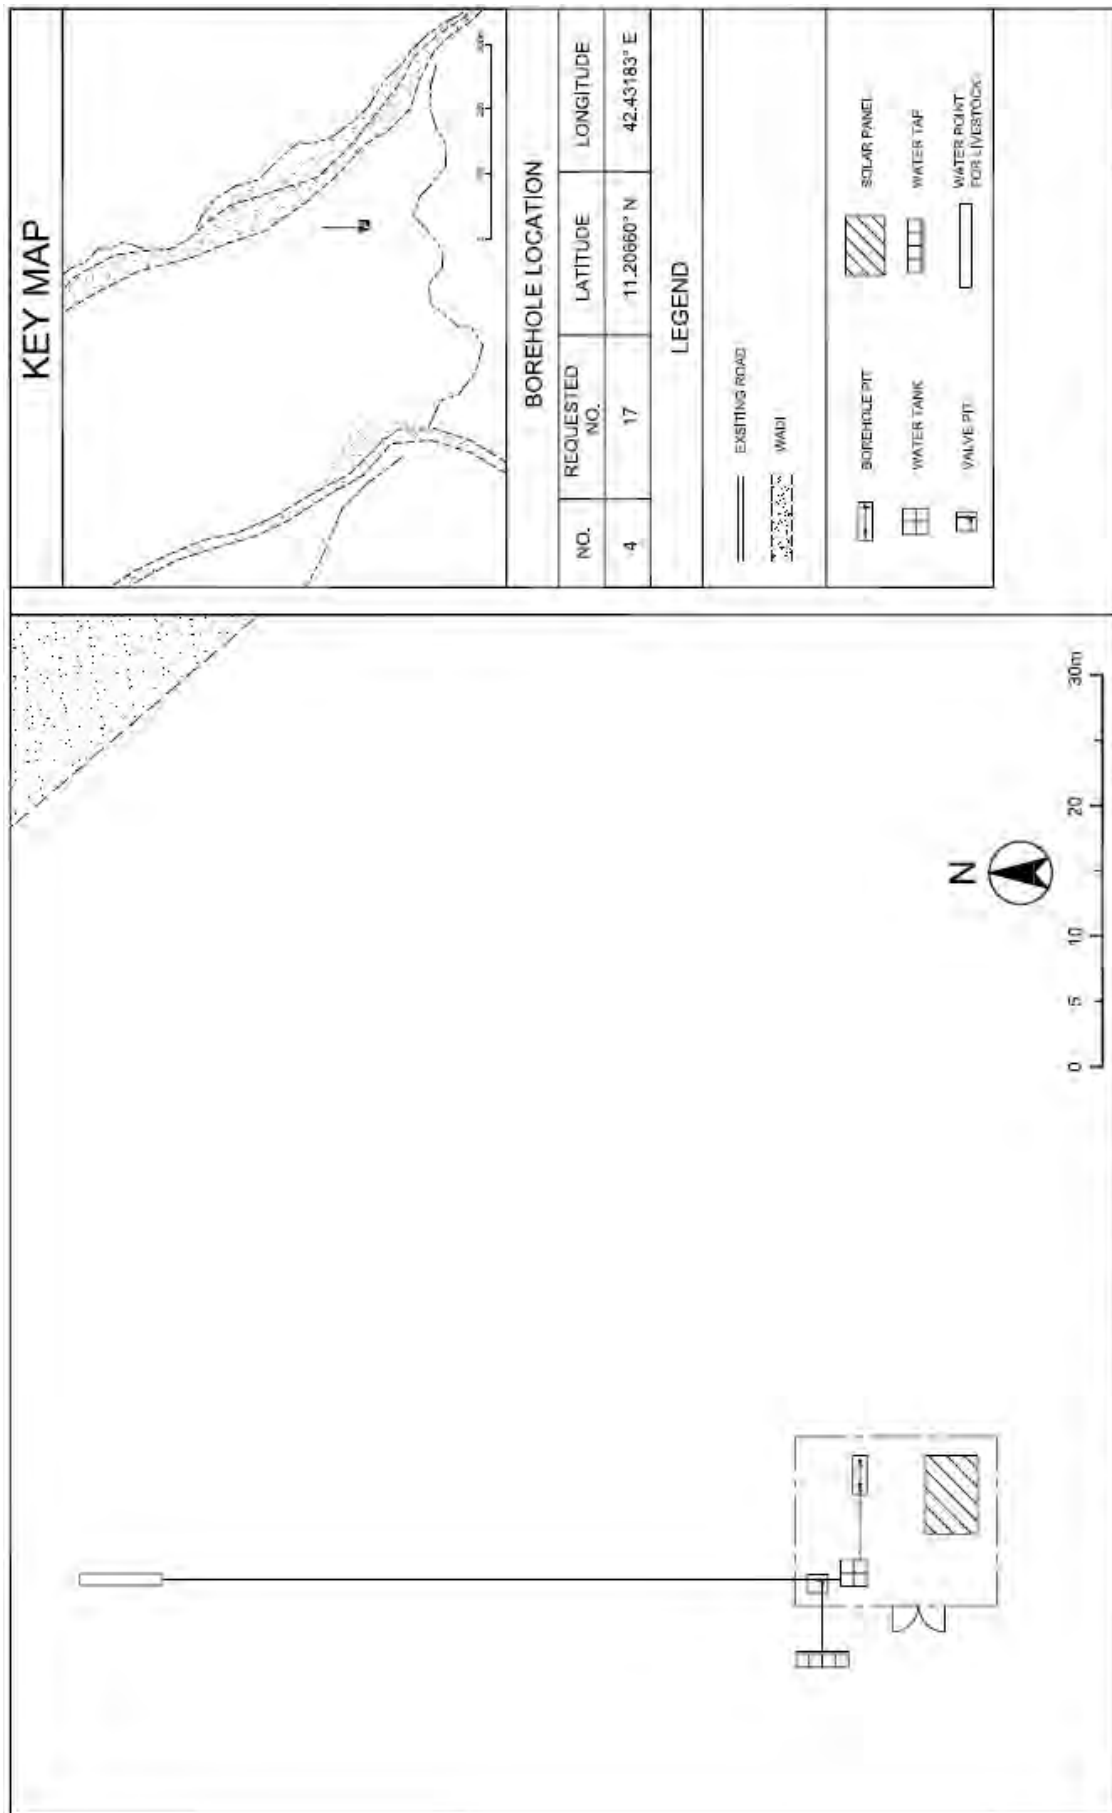 KEY MAP
0
300m
BOREHOLE LOCATION
NO.
REQUESTED
NO.
LATITUDE
LONGITUDE
4
17
11.20660° N
42.43183° E
LEGEND
EXSITING ROAD
WADI
BOREHOLE PIT
SOLAR PANEL
WATER TANK
WATER TAP
VALVE PIT
WATER POINT
FOR LIVESTOCK
N
0
5
10
20
30m